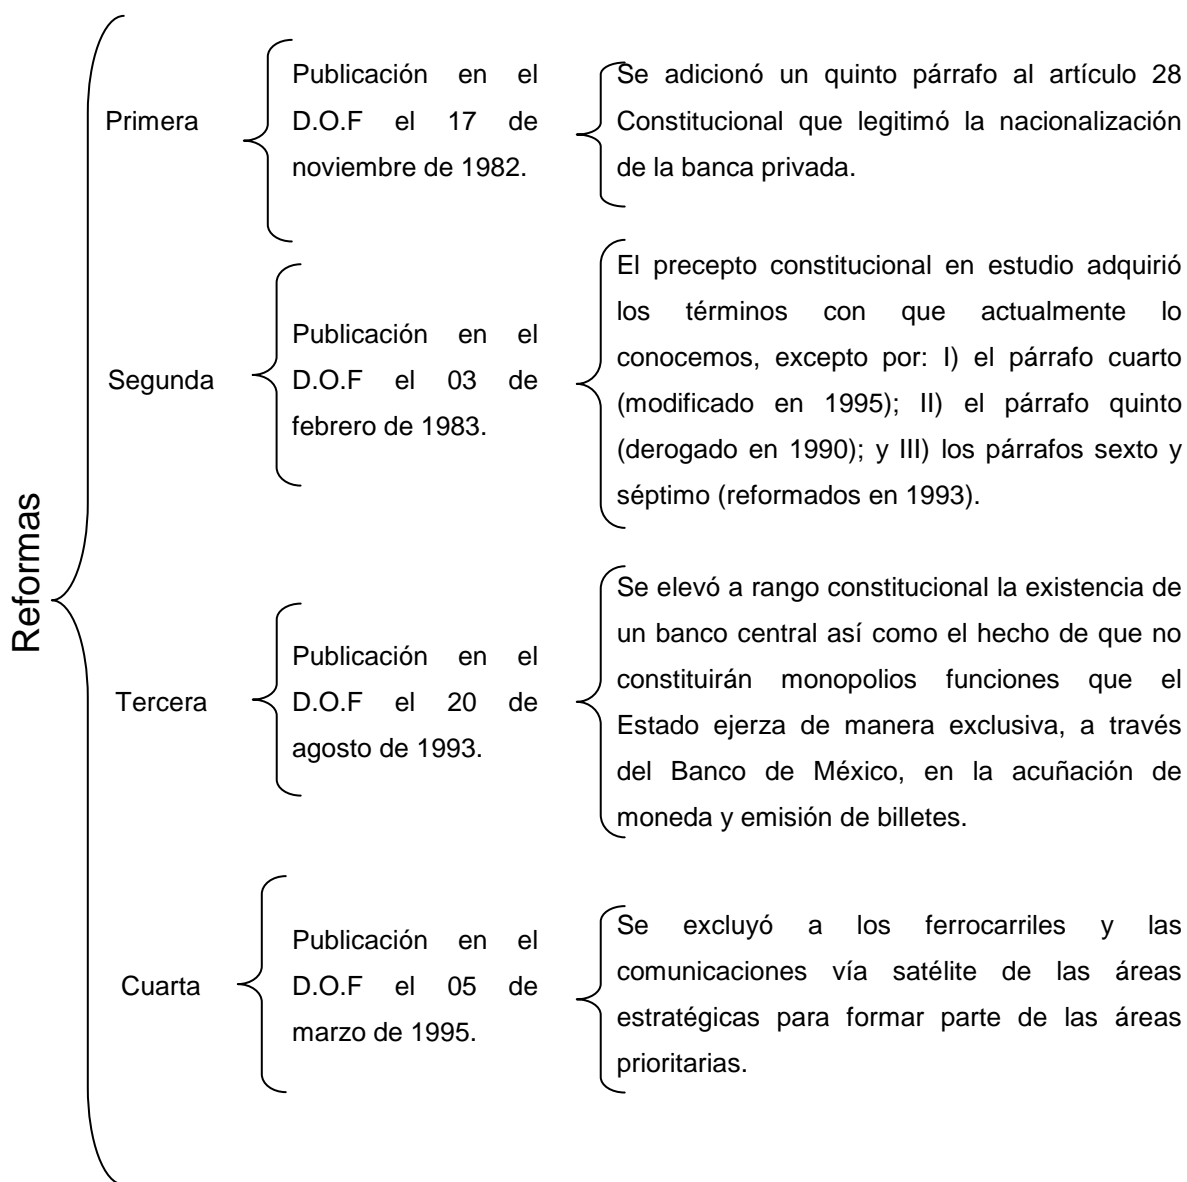 Reformas
Primera
Publicación en el
D.O.F el 17 de
noviembre de 1982.
Se adicionó un quinto párrafo al artículo 28
Constitucional que legitimó la nacionalización
de la banca privada.
Segunda
Publicación en el
D.O.F el 03 de
febrero de 1983.
El precepto constitucional en estudio adquirió
los términos con que actualmente lo
conocemos, excepto por: I) el párrafo cuarto
(modificado en 1995); II) el párrafo quinto
(derogado en 1990); y III) los párrafos sexto y
séptimo (reformados en 1993).
Tercera
Publicación en el
D.O.F el 20 de
agosto de 1993.
Se elevó a rango constitucional la existencia de
un banco central así como el hecho de que no
constituirán monopolios funciones que el
Estado ejerza de manera exclusiva, a través
del Banco de México, en la acuñación de
moneda y emisión de billetes.
Cuarta
Publicación en el
D.O.F el 05 de
marzo de 1995.
Se excluyó a los ferrocarriles y las
comunicaciones vía satélite de las áreas
estratégicas para formar parte de las áreas
prioritarias.